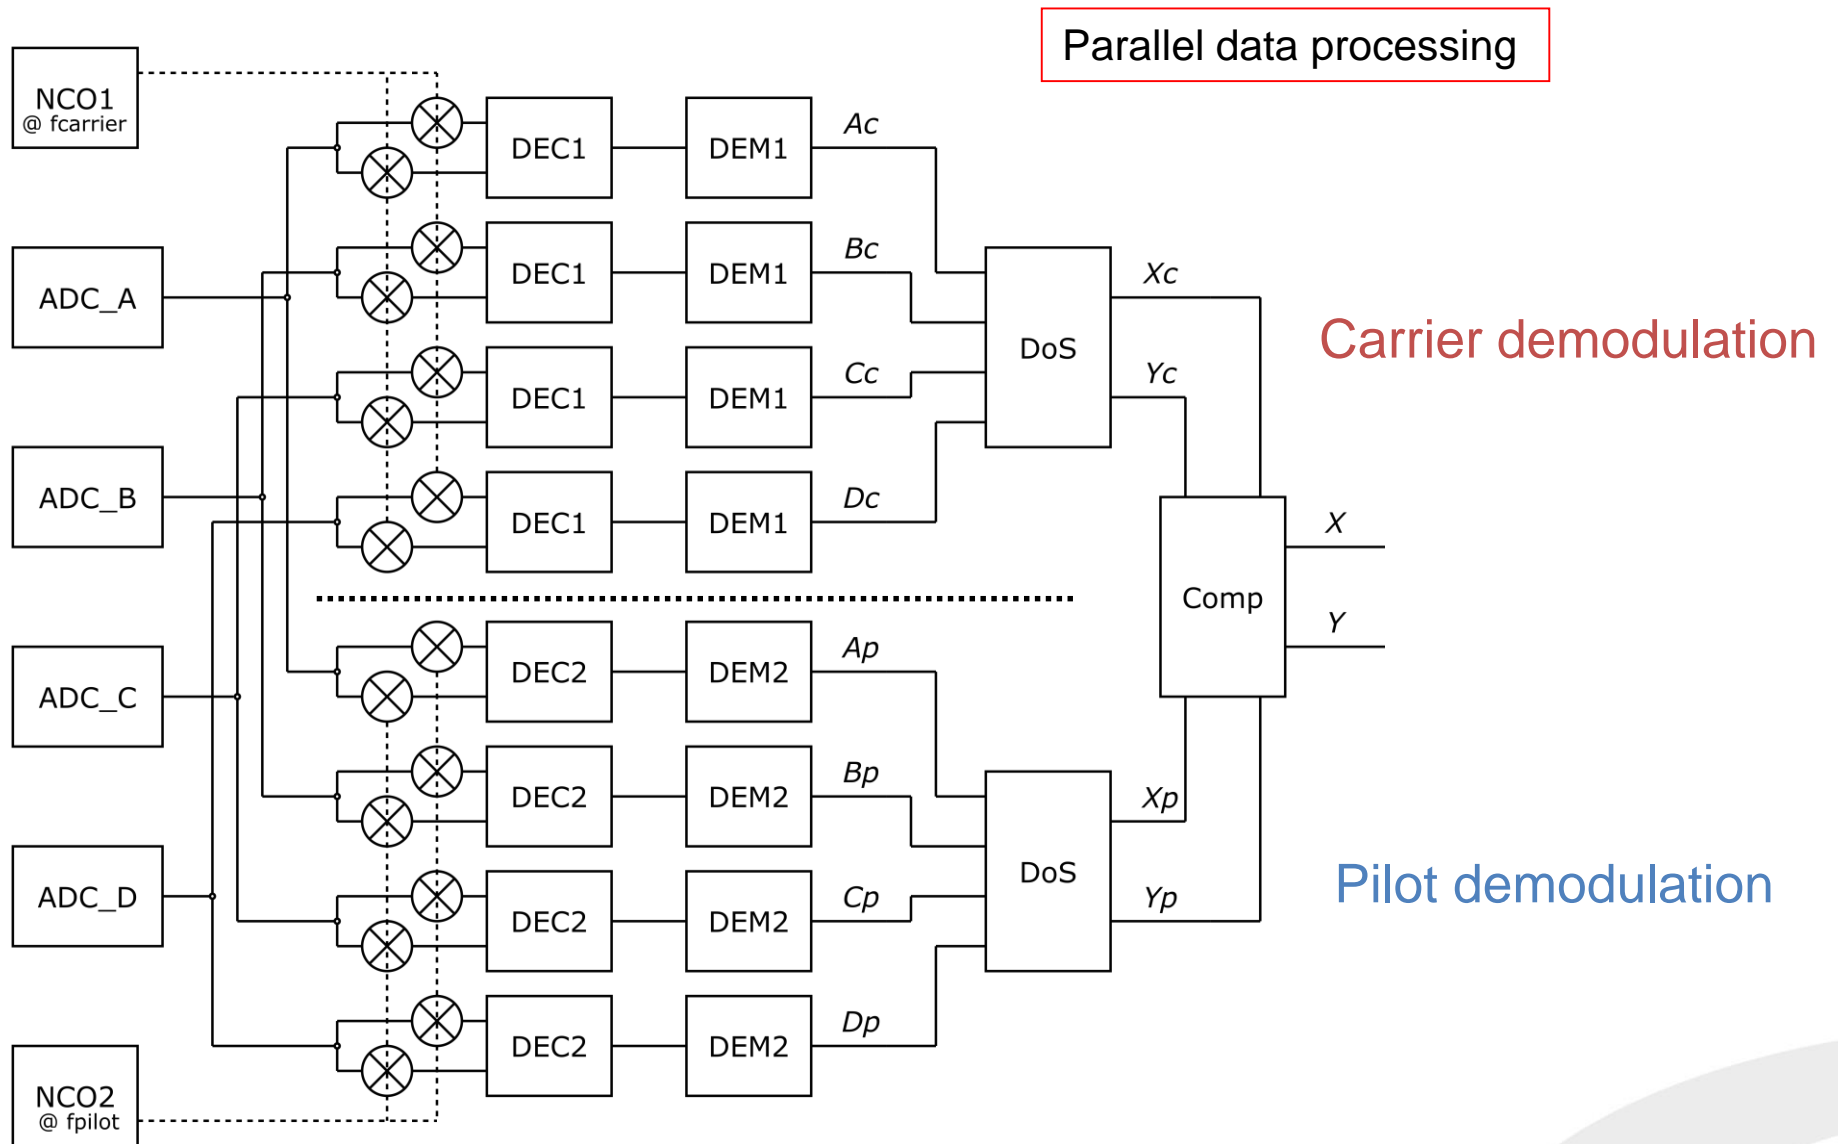 Parallel data processing
NCO1
@ fcarrier
ADC_A
ADC_B
ADC_C
ADC_D
NCO2
@ fpilot
DEC1
DEM1
Ac
DEC1
DEM1
Bc
DEC1
DEM1
Cc
DEC1
DEM1
Dc
DoS
Xc
Yc
Carrier demodulation
Comp
X
Y
DEC2
DEM2
Ap
DEC2
DEM2
Bp
DEC2
DEM2
Cp
DEC2
DEM2
Dp
DoS
Xp
Yp
Pilot demodulation